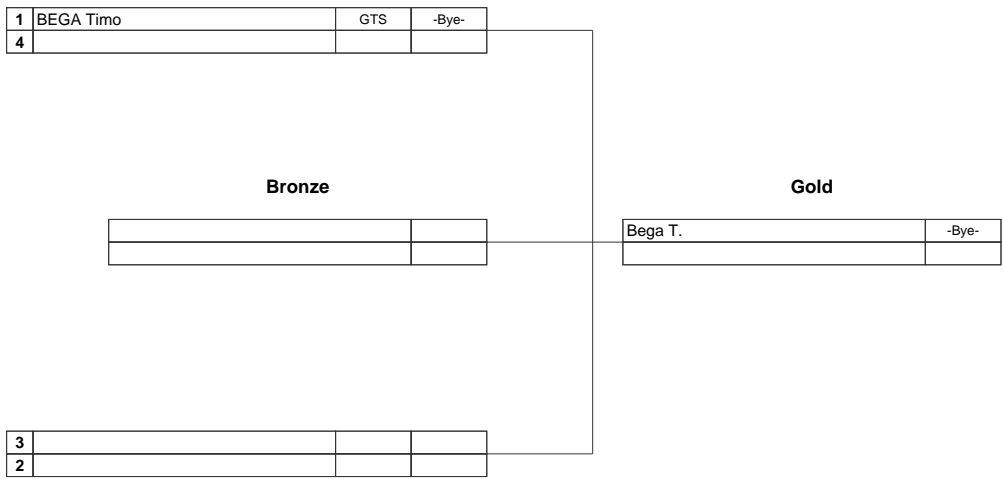 1 BEGA Timo GTS -Bye-
4
Bronze Gold
Bega T. -Bye-
3
2